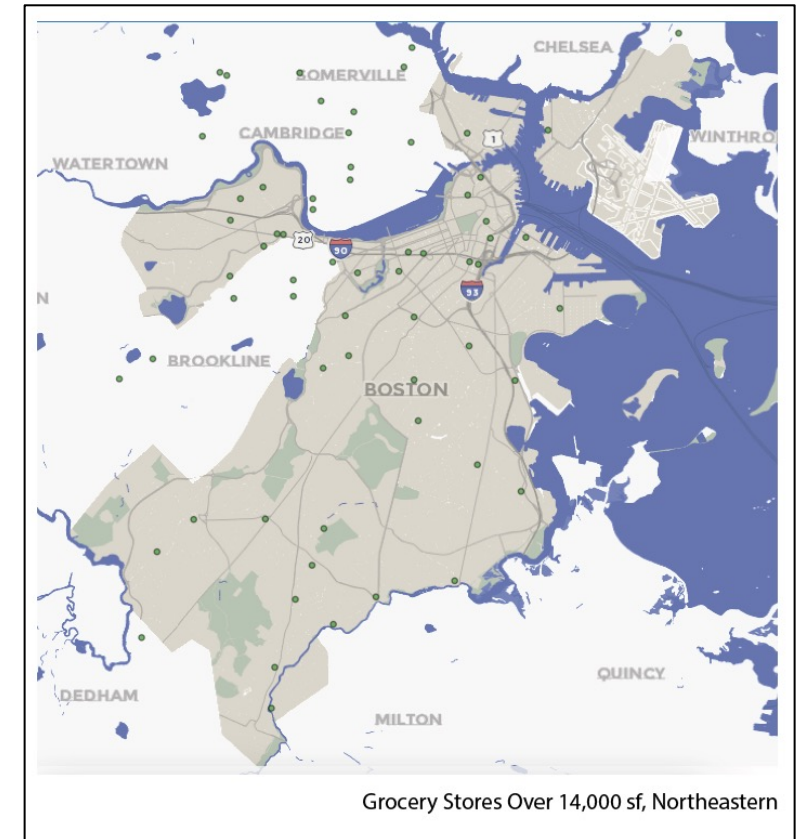 CHELSEA
SOMERVILLE
CAMBRIDGE
1
WINTHRO
WATERTOWN
20
90
N
93
BROOKLINE
BOSTON
QUINCY
DEDHAM
MILTON
Grocery Stores Over 14,000 sf, Northeastern